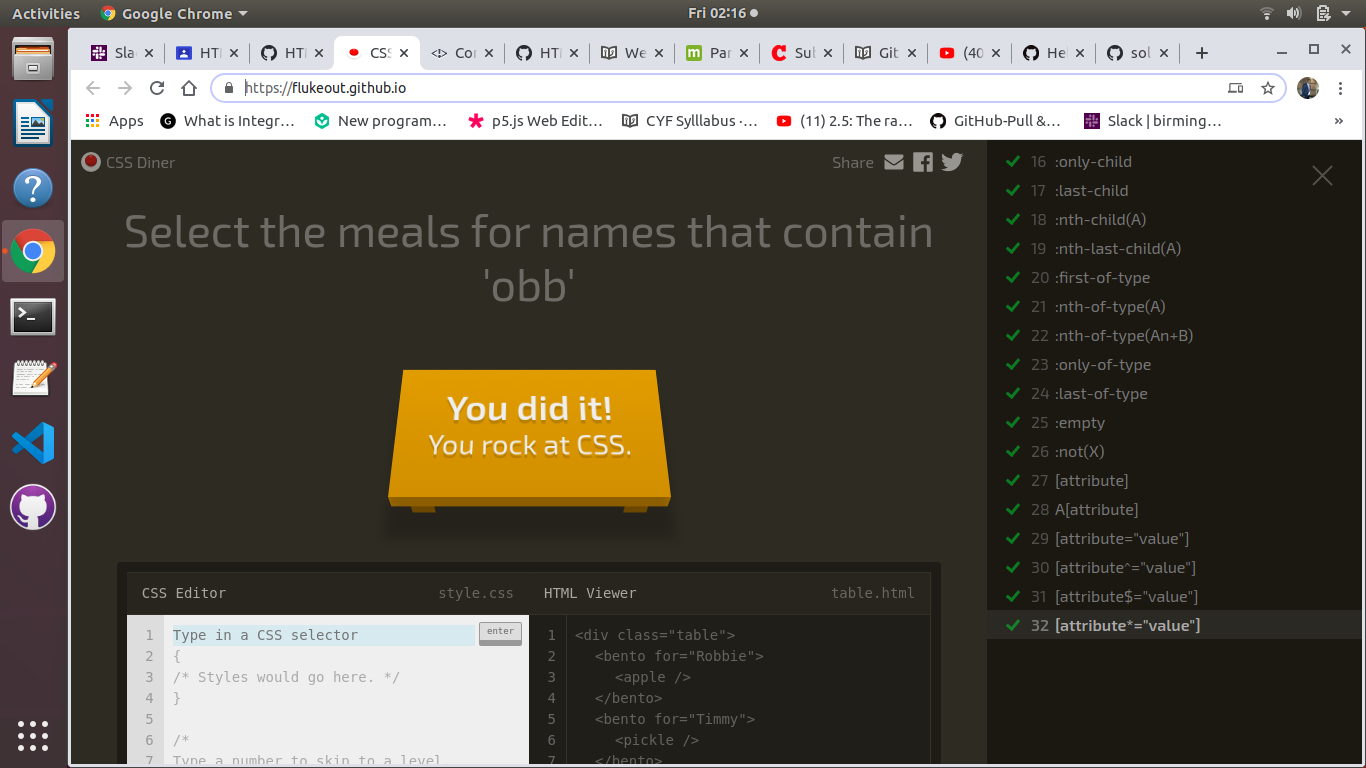 Activities Google Chrome Fri 02:16
Sla HTM HTM CSS Cor HTM We Par Sul Git (40 Hel sol
https://flukeout.github.io
Apps What is Integr… New program… p5.js Web Edit… CYF Sylllabus ·… (11) 2.5: The ra… GitHub-Pull &… Slack | birming… »
CSS Diner Share
Select the meals for names that contain
'obb'
You did it!
You rock at CSS.
CSS Editor style.css
1 Type in a CSS selector enter
2 {
3 /* Styles would go here. */
4 }
5
6 /*
7 Type a number to skip to a level
HTML Viewer table.html
1 <div class="table">
2 <bento for="Robbie">
3 <apple />
4 </bento>
5 <bento for="Timmy">
6 <pickle />
7 </bento>
16 :only-child
17 :last-child
18 :nth-child(A)
19 :nth-last-child(A)
20 :first-of-type
21 :nth-of-type(A)
22 :nth-of-type(An+B)
23 :only-of-type
24 :last-of-type
25 :empty
26 :not(X)
27 [attribute]
28 A[attribute]
29 [attribute="value"]
30 [attribute^="value"]
31 [attribute$="value"]
32 [attribute*="value"]